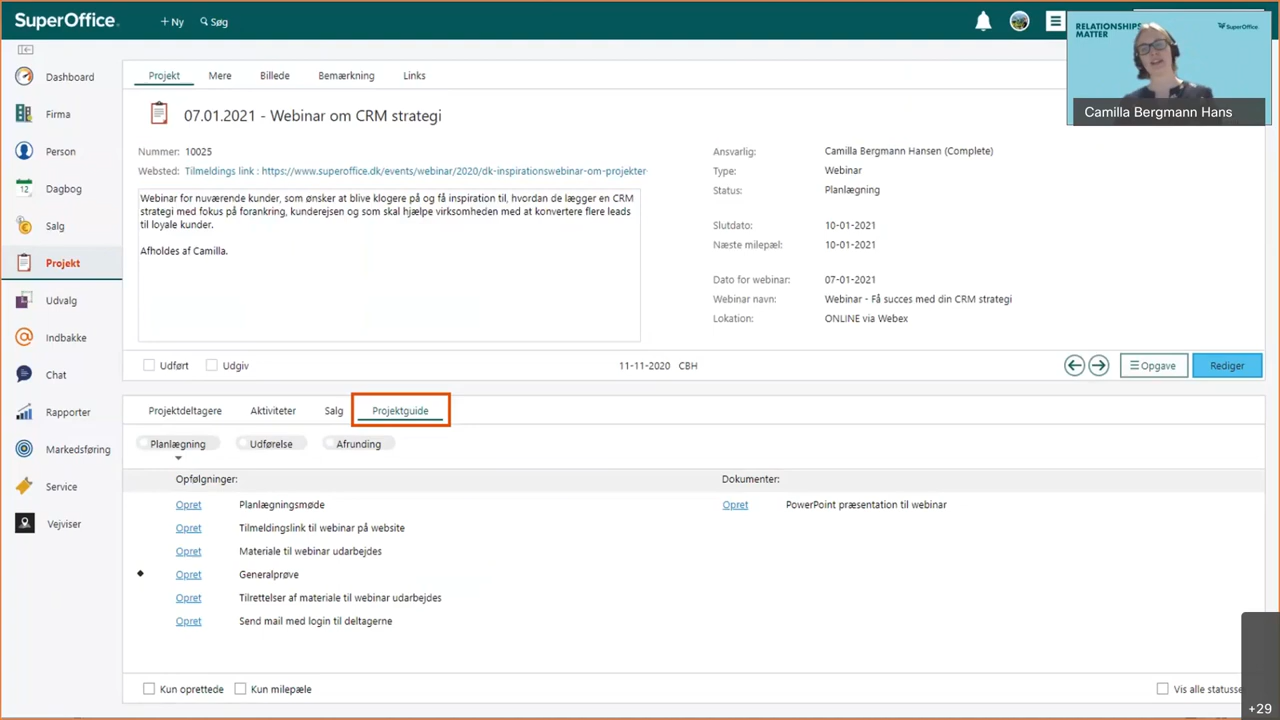 SuperOffice
+ Ny
Søg
RELATIONSHIPS
MATTER
SuperOffice
Camilla Bergmann Hans
Dashboard
Firma
Person
12
Dagbog
Salg
Projekt
Udvalg
Indbakke
Chat
Rapporter
Markedsføring
Service
Vejviser
Projekt
Mere
Billede
Bemærkning
Links
07.01.2021 - Webinar om CRM strategi
Nummer: 10025
Websted: Tilmeldings link : https://www.superoffice.dk/events/webinar/2020/dk-inspirationswebinar-om-projekter-
Webinar for nuværende kunder, som ønsker at blive klogere på og få inspiration til, hvordan de lægger en CRM
strategi med fokus på forankring, kunderejsen og som skal hjælpe virksomheden med at konvertere flere leads
til loyale kunder.
Afholdes af Camilla.
Ansvarlig: Camilla Bergmann Hansen (Complete)
Type: Webinar
Status: Planlægning
Slutdato: 10-01-2021
Næste milepæl: 10-01-2021
Dato for webinar: 07-01-2021
Webinar navn: Webinar - Få succes med din CRM strategi
Lokation: ONLINE via Webex
Udført
Udgiv
11-11-2020 CBH
Opgave
Rediger
Projektdeltagere
Aktiviteter
Salg
Projektguide
Planlægning
Udførelse
Afrunding
Opfølgninger:
Dokumenter:
Opret Planlægningsmøde
Opret PowerPoint præsentation til webinar
Opret Tilmeldingslink til webinar på website
Opret Materiale til webinar udarbejdes
Opret Generalprøve
Opret Tilrettelser af materiale til webinar udarbejdes
Opret Send mail med login til deltagerne
Kun oprettede
Kun milepæle
Vis alle statusse
+29